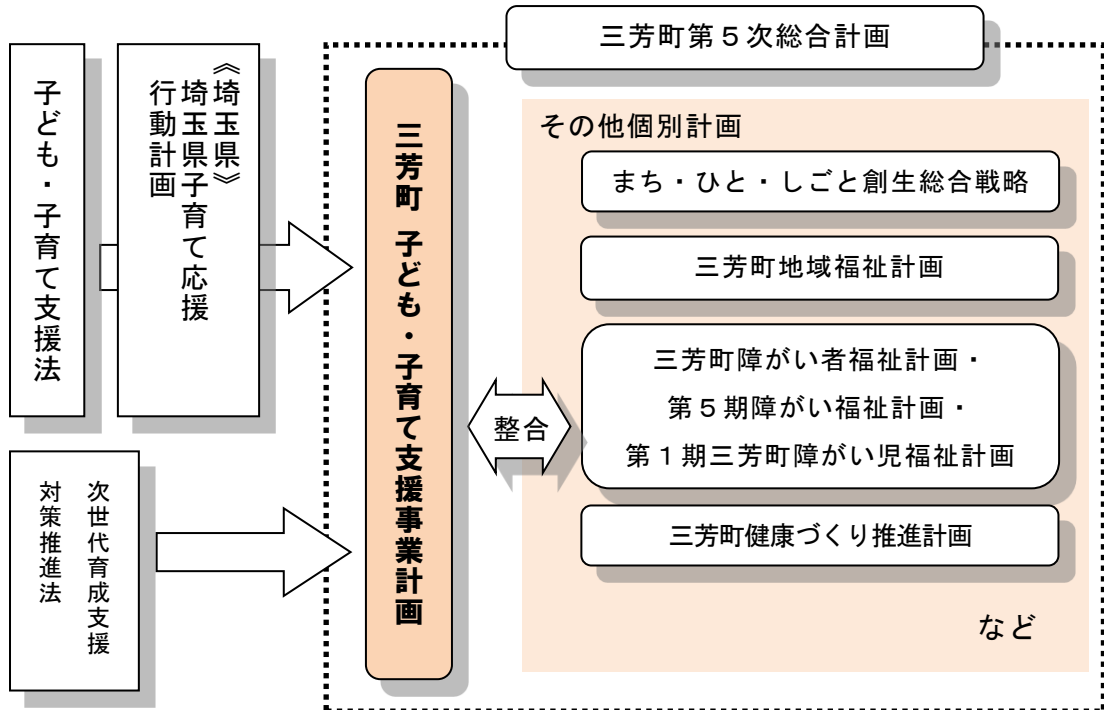 三芳町第５次総合計画
子ども・子育て支援法
《埼玉県》
埼玉県子育て応援
行動計画
次世代育成支援
対策推進法
三芳町 子ども・子育て支援事業計画
整合
その他個別計画
まち・ひと・しごと創生総合戦略
三芳町地域福祉計画
三芳町障がい者福祉計画・
第５期障がい福祉計画・
第１期三芳町障がい児福祉計画
三芳町健康づくり推進計画
など